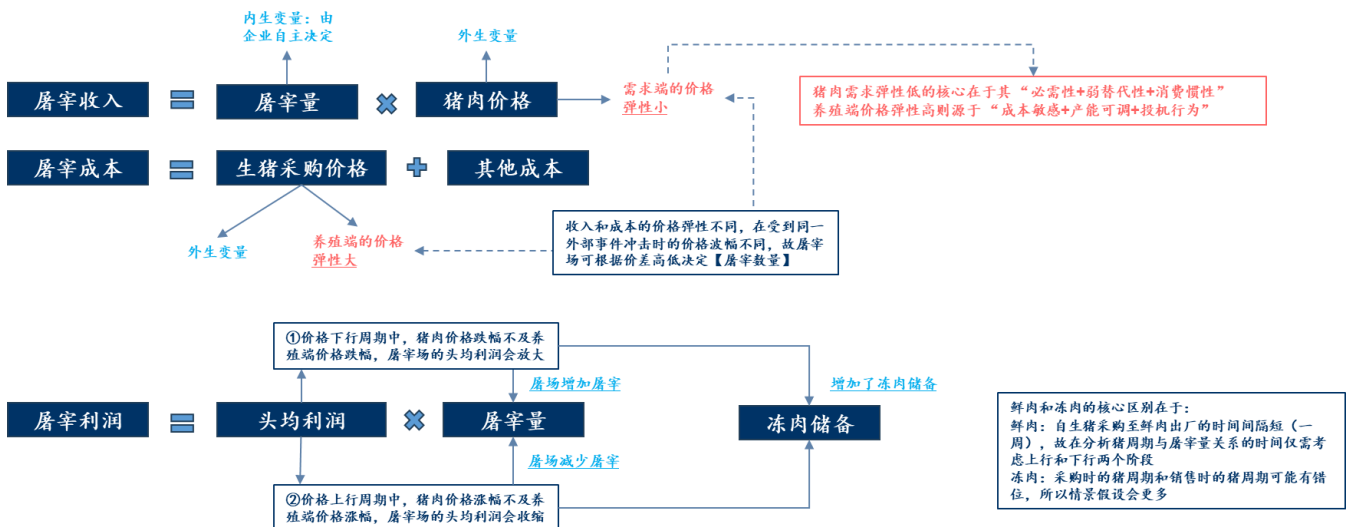 内生变量：由
企业自主决定
外生变量
屠宰收入
屠宰量
猪肉价格
需求端的价格
弹性小
猪肉需求弹性低的核心在于其“必需性+弱替代性+消费惯性”
养殖端价格弹性高则源于“成本敏感+产能可调+投机行为”
屠宰成本
生猪采购价格
其他成本
外生变量
养殖端的价格
弹性大
收入和成本的价格弹性不同，在受到同一
外部事件冲击时的价格波幅不同，故屠宰
场可根据价差高低决定【屠宰数量】
①价格下行周期中，猪肉价格跌幅不及养
殖端价格跌幅，屠宰场的头均利润会放大
屠场增加屠宰
增加了冻肉储备
屠宰利润
头均利润
屠宰量
冻肉储备
屠场减少屠宰
②价格上行周期中，猪肉价格涨幅不及养
殖端价格涨幅，屠宰场的头均利润会收缩
鲜肉和冻肉的核心区别在于：
鲜肉：自生猪采购至鲜肉出厂的时间间隔短（一
周），故在分析猪周期与屠宰量关系的时间仅需考
虑上行和下行两个阶段
冻肉：采购时的猪周期和销售时的猪周期可能有错
位，所以情景假设会更多